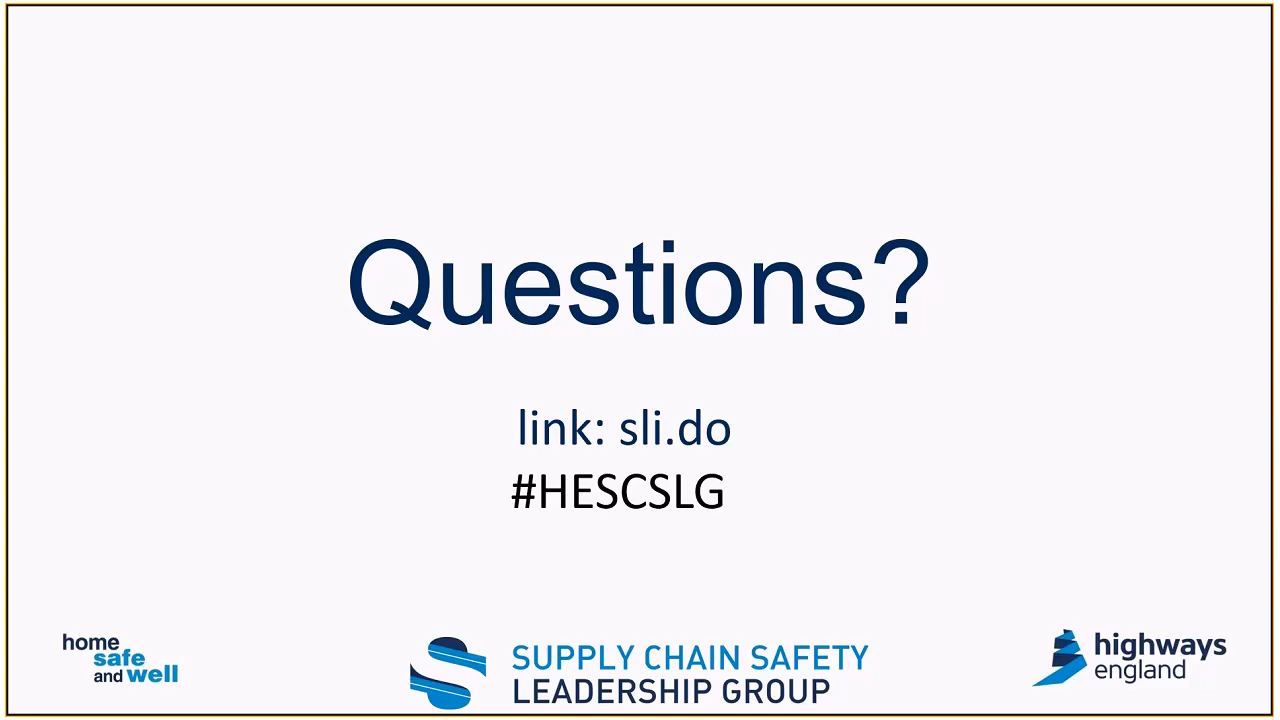 Questions?
link: sli.do
#HESCSLG
home
safe
and well
SUPPLY CHAIN SAFETY
LEADERSHIP GROUP
highways
england